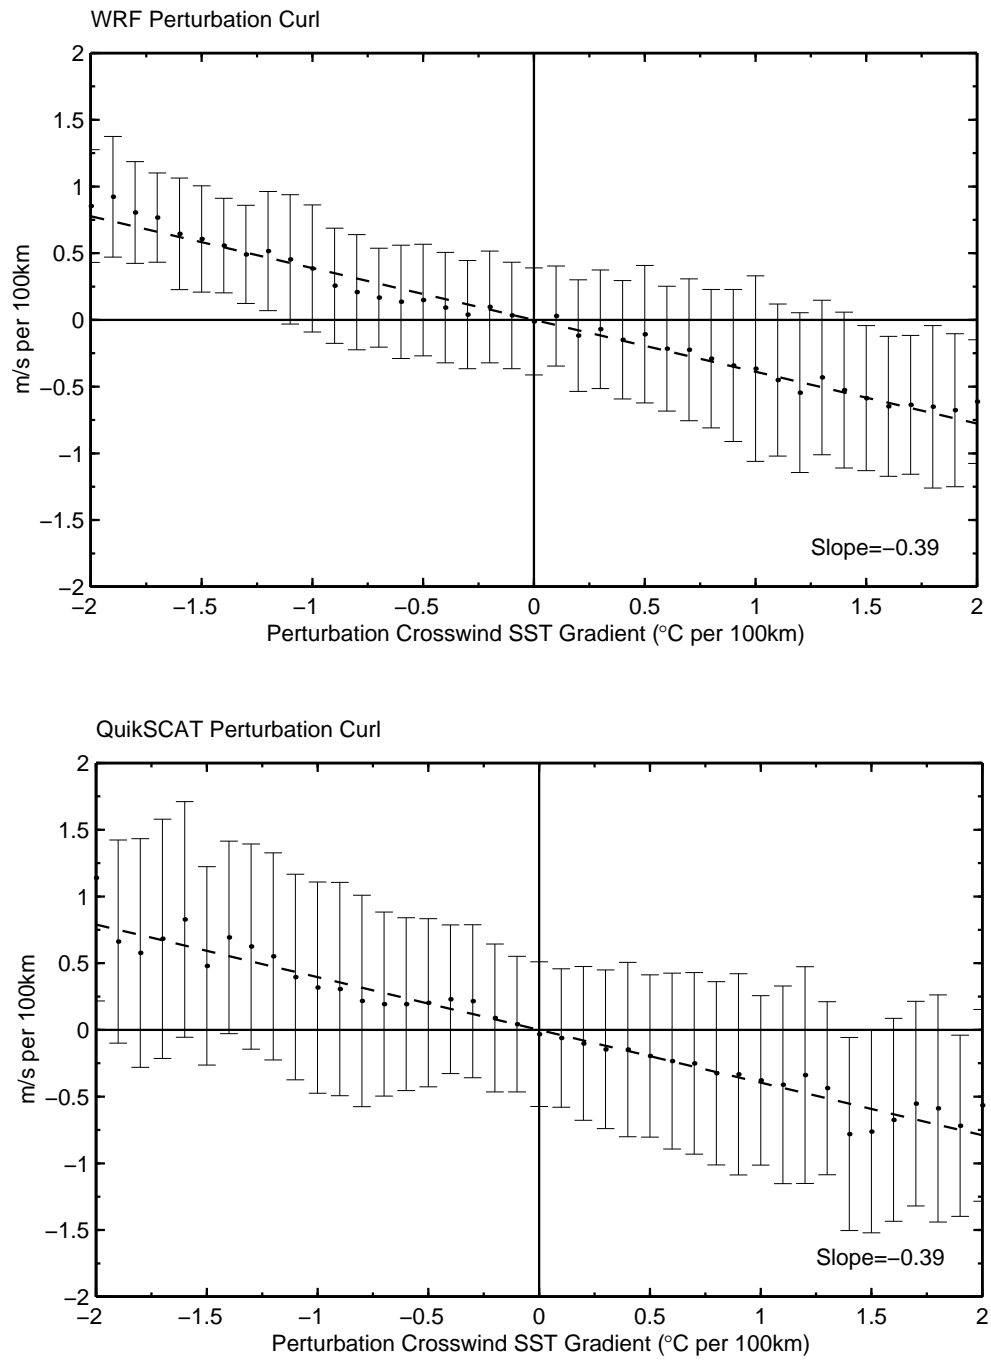 WRF Perturbation Curl
2
1.5
1
0.5
0
−0.5
−1
−1.5
−2
m/s per 100km
Slope=−0.39
−2 −1.5 −1 −0.5 0 0.5 1 1.5 2
Perturbation Crosswind SST Gradient (°C per 100km)
QuikSCAT Perturbation Curl
2
1.5
1
0.5
0
−0.5
−1
−1.5
−2
m/s per 100km
Slope=−0.39
−2 −1.5 −1 −0.5 0 0.5 1 1.5 2
Perturbation Crosswind SST Gradient (°C per 100km)